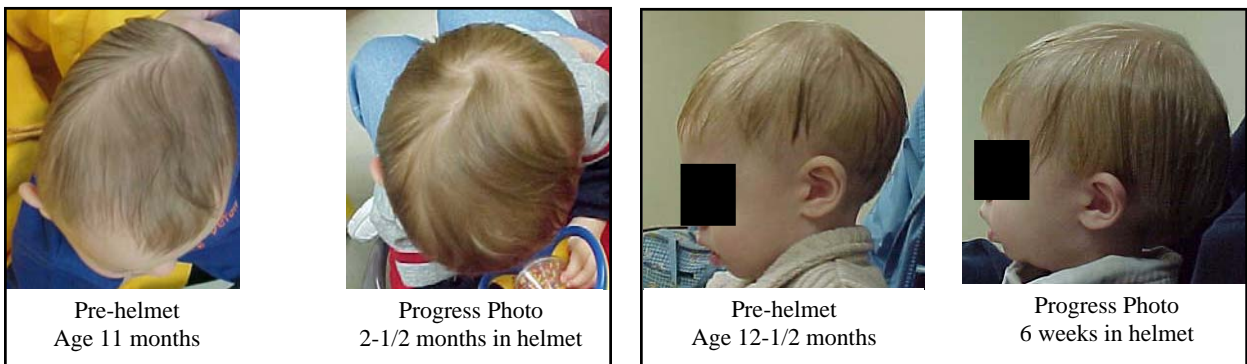 Pre-helmet
Age 11 months
Progress Photo
2-1/2 months in helmet
Pre-helmet
Age 12-1/2 months
Progress Photo
6 weeks in helmet